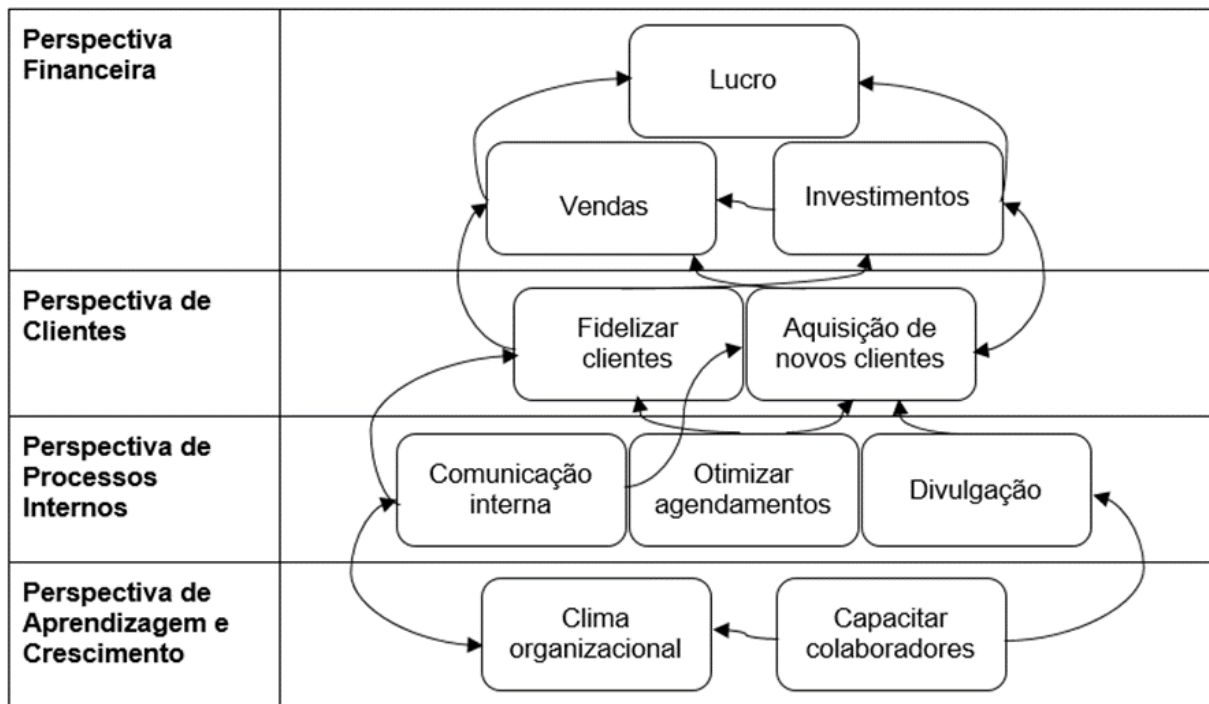 Perspectiva
Financeira
Lucro
Vendas
Investimentos
Perspectiva de
Clientes
Fidelizar
clientes
Aquisição de
novos clientes
Perspectiva de
Processos
Internos
Comunicação
interna
Otimizar
agendamentos
Divulgação
Perspectiva de
Aprendizagem e
Crescimento
Clima
organizacional
Capacitar
colaboradores